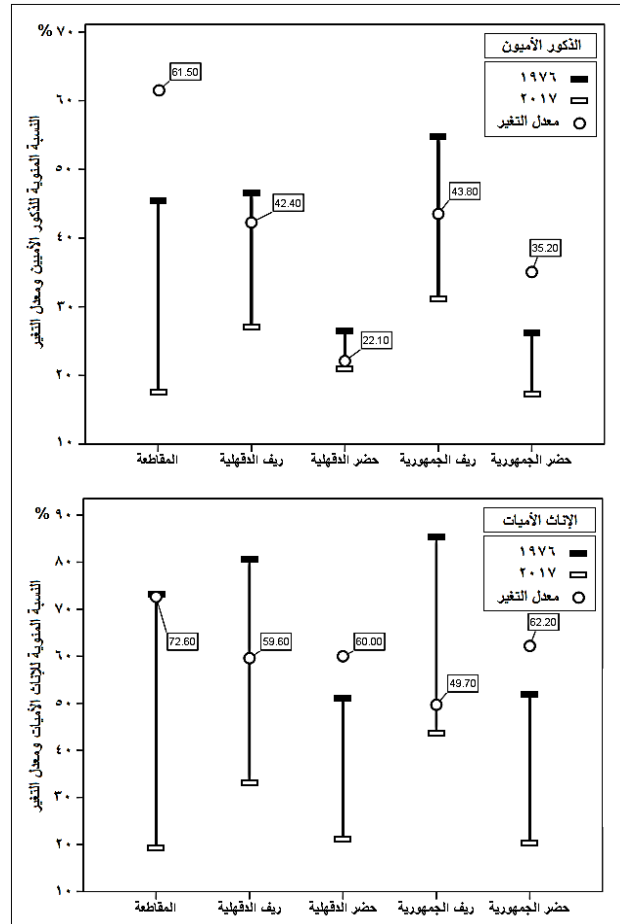 الذكور الأميون
١٩٧٦
٢٠١٧
معدل التغير
النسبة المئوية للذكور الأميين ومعدل التغير
% ٧٠
٦٠
٥٠
٤٠
٣٠
٢٠
١٠
61.50
42.40
22.10
43.80
35.20
المقاطعة
ريف الدقهلية
حضر الدقهلية
ريف الجمهورية
حضر الجمهورية
الإناث الأميات
١٩٧٦
٢٠١٧
معدل التغير
النسبة المئوية للإناث الأميات ومعدل التغير
% ٩٠
٨٠
٧٠
٦٠
٥٠
٤٠
٣٠
٢٠
١٠
72.60
59.60
60.00
49.70
62.20
المقاطعة
ريف الدقهلية
حضر الدقهلية
ريف الجمهورية
حضر الجمهورية